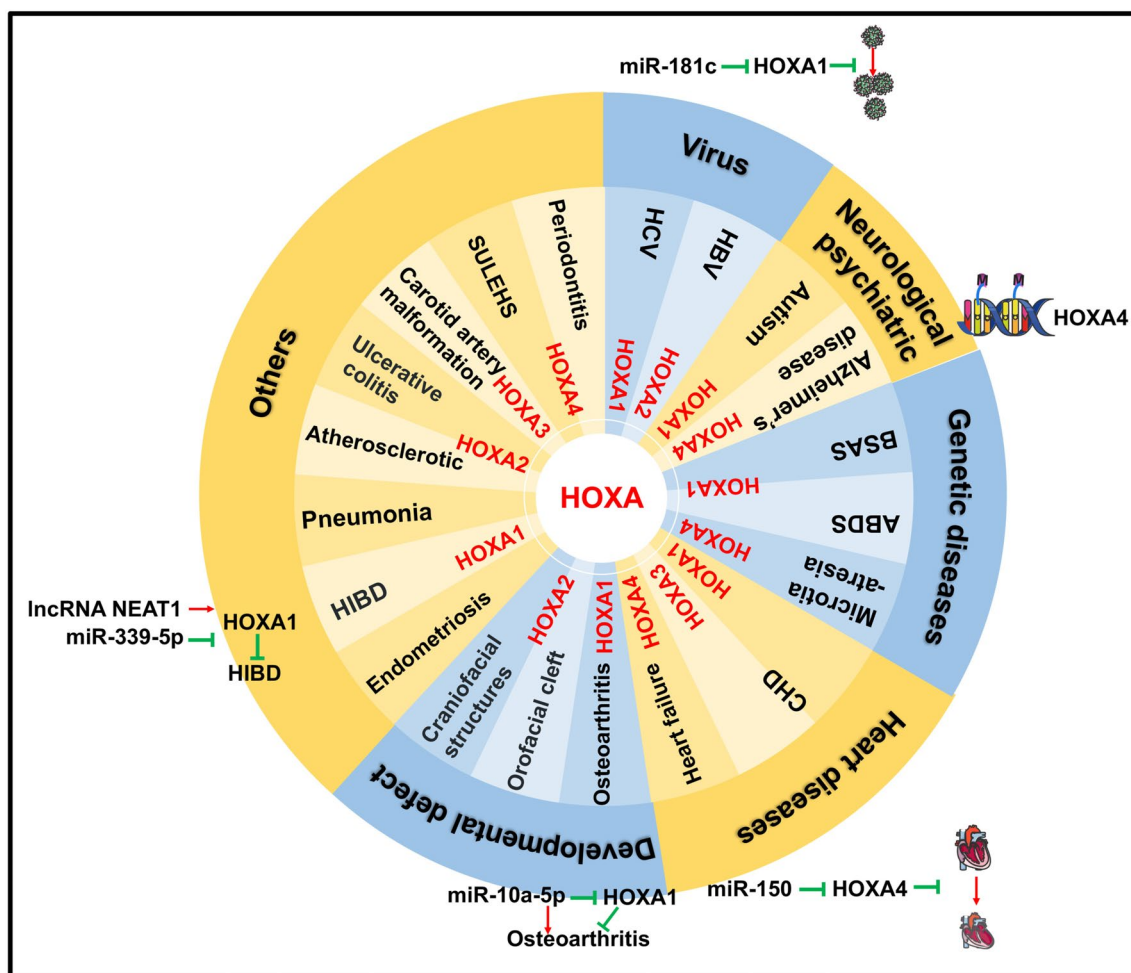 miR-181c
HOXA1
Virus
HCV
HBV
HOXA1
HOXA2
Neurological
psychiatric
Autism
Alzheimer's
disease
HOXA1
HOXA4
M
M
HOXA4
Genetic diseases
BSAS
ABDS
Microtia
-atresia
HOXA1
HOXA4
Heart diseases
CHD
Heart failure
HOXA1
HOXA3
HOXA4
miR-150
HOXA4
Developmental defect
Osteoarthritis
Orofacial cleft
Craniofacial
structures
HOXA1
HOXA2
miR-10a-5p
HOXA1
Osteoarthritis
Others
Endometriosis
HIBD
Pneumonia
Atherosclerotic
Ulcerative
colitis
Carotid artery
malformation
SULEHS
Periodontitis
HOXA1
HOXA2
HOXA3
HOXA4
lncRNA NEAT1
miR-339-5p
HOXA1
HIBD
HOXA